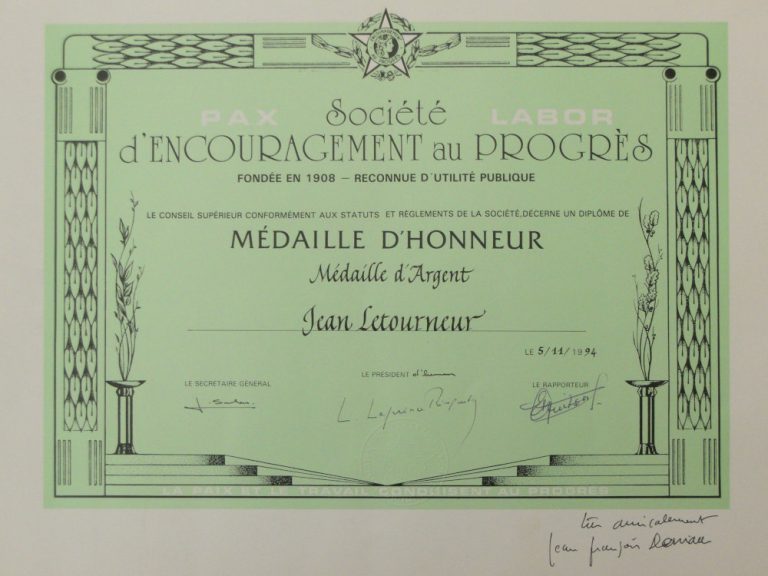 PAX Société LABOR
d'ENCOURAGEMENT au PROGRÈS
FONDÉE EN 1908 – RECONNUE D'UTILITÉ PUBLIQUE
LE CONSEIL SUPÉRIEUR CONFORMÉMENT AUX STATUTS ET RÈGLEMENTS DE LA SOCIÉTÉ, DÉCERNE UN DIPLÔME DE
MÉDAILLE D'HONNEUR
Médaille d'Argent
Jean Letourneur
LE 5/11/1994
LE PRÉSIDENT d'honneur
LE SECRÉTAIRE GÉNÉRAL
LE RAPPORTEUR
LA PAIX ET LE TRAVAIL CONDUISENT AU PROGRÈS
très amicalement
Jean François